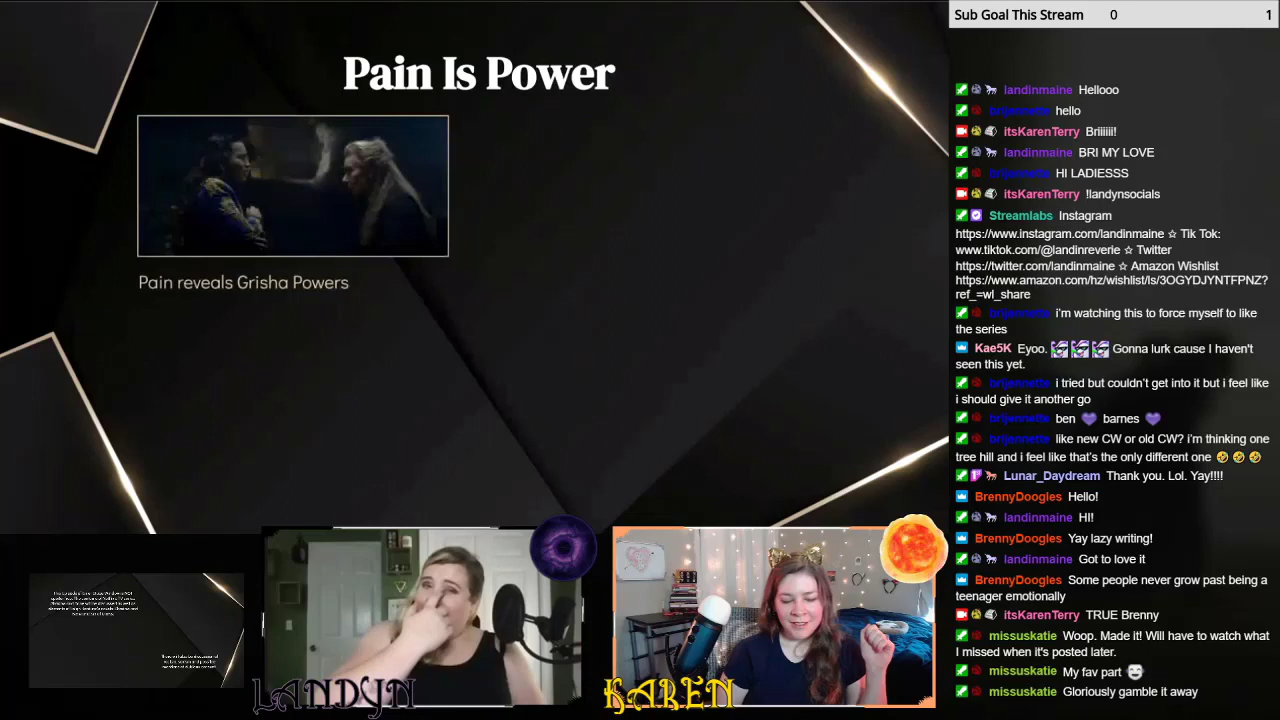 Pain Is Power
Pain reveals Grisha Powers
LANDYN
KAREN
Sub Goal This Stream 0 1
landinmaine Hellooo
brijennette hello
itsKarenTerry Briiiiii!
landinmaine BRI MY LOVE
brijennette HI LADIESSS
itsKarenTerry !landynsocials
Streamlabs Instagram
https://www.instagram.com/landinmaine ☆ Tik Tok:
www.tiktok.com/@landinreverie ☆ Twitter
https://twitter.com/landinmaine ☆ Amazon Wishlist
https://www.amazon.com/hz/wishlist/ls/3OGYDJYNTFPNZ?
ref_=wl_share
brijennette i'm watching this to force myself to like
the series
Kae5K Eyoo. Gonna lurk cause I haven't
seen this yet.
brijennette i tried but couldn't get into it but i feel like
i should give it another go
brijennette ben 💜 barnes 💜
brijennette like new CW or old CW? i'm thinking one
tree hill and i feel like that's the only different one 🤣 🤣 🤣
Lunar_Daydream Thank you. Lol. Yay!!!!
BrennyDoogles Hello!
landinmaine HI!
BrennyDoogles Yay lazy writing!
landinmaine Got to love it
BrennyDoogles Some people never grow past being a
teenager emotionally
itsKarenTerry TRUE Brenny
missuskatie Woop. Made it! Will have to watch what
I missed when it's posted later.
missuskatie My fav part
missuskatie Gloriously gamble it away